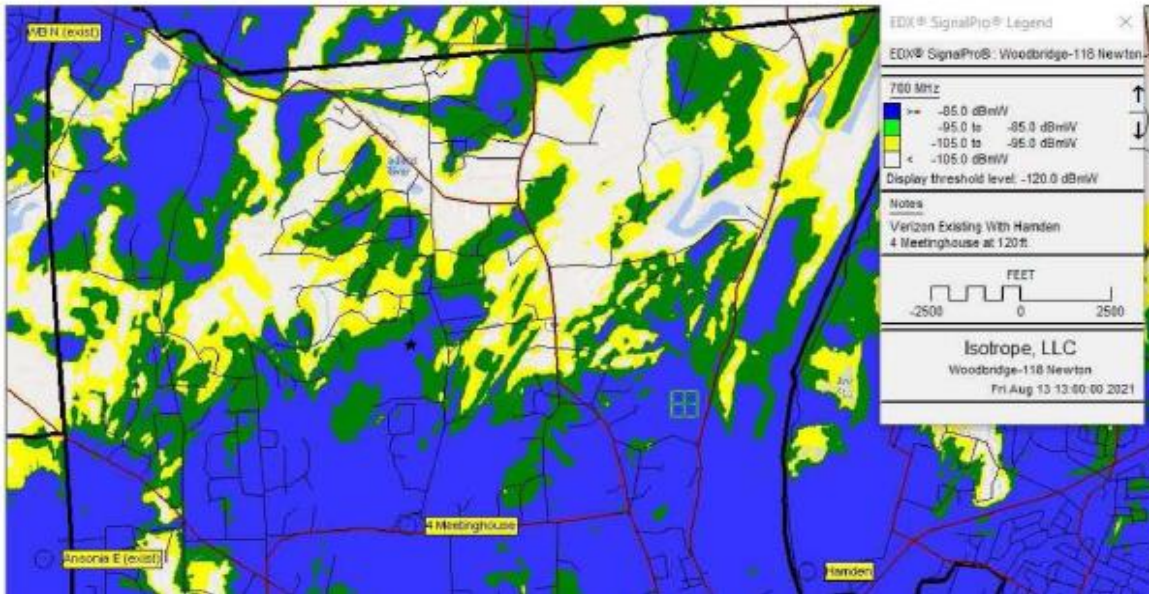 WB N (exist)
4 Meetinghouse
Ansonia E (exist)
Hamden
EDX® SignalPro® Legend
EDX® SignalPro®: Woodbridge-118 Newton
700 MHz
>= -85.0 dBmW
-95.0 to -85.0 dBmW
-105.0 to -95.0 dBmW
< -105.0 dBmW
Display threshold level: -120.0 dBmW
Notes
Verizon Existing With Hamden
4 Meetinghouse at 120ft
FEET
-2500 0 2500
Isotrope, LLC
Woodbridge-118 Newton
Fri Aug 13 13:00:00 2021